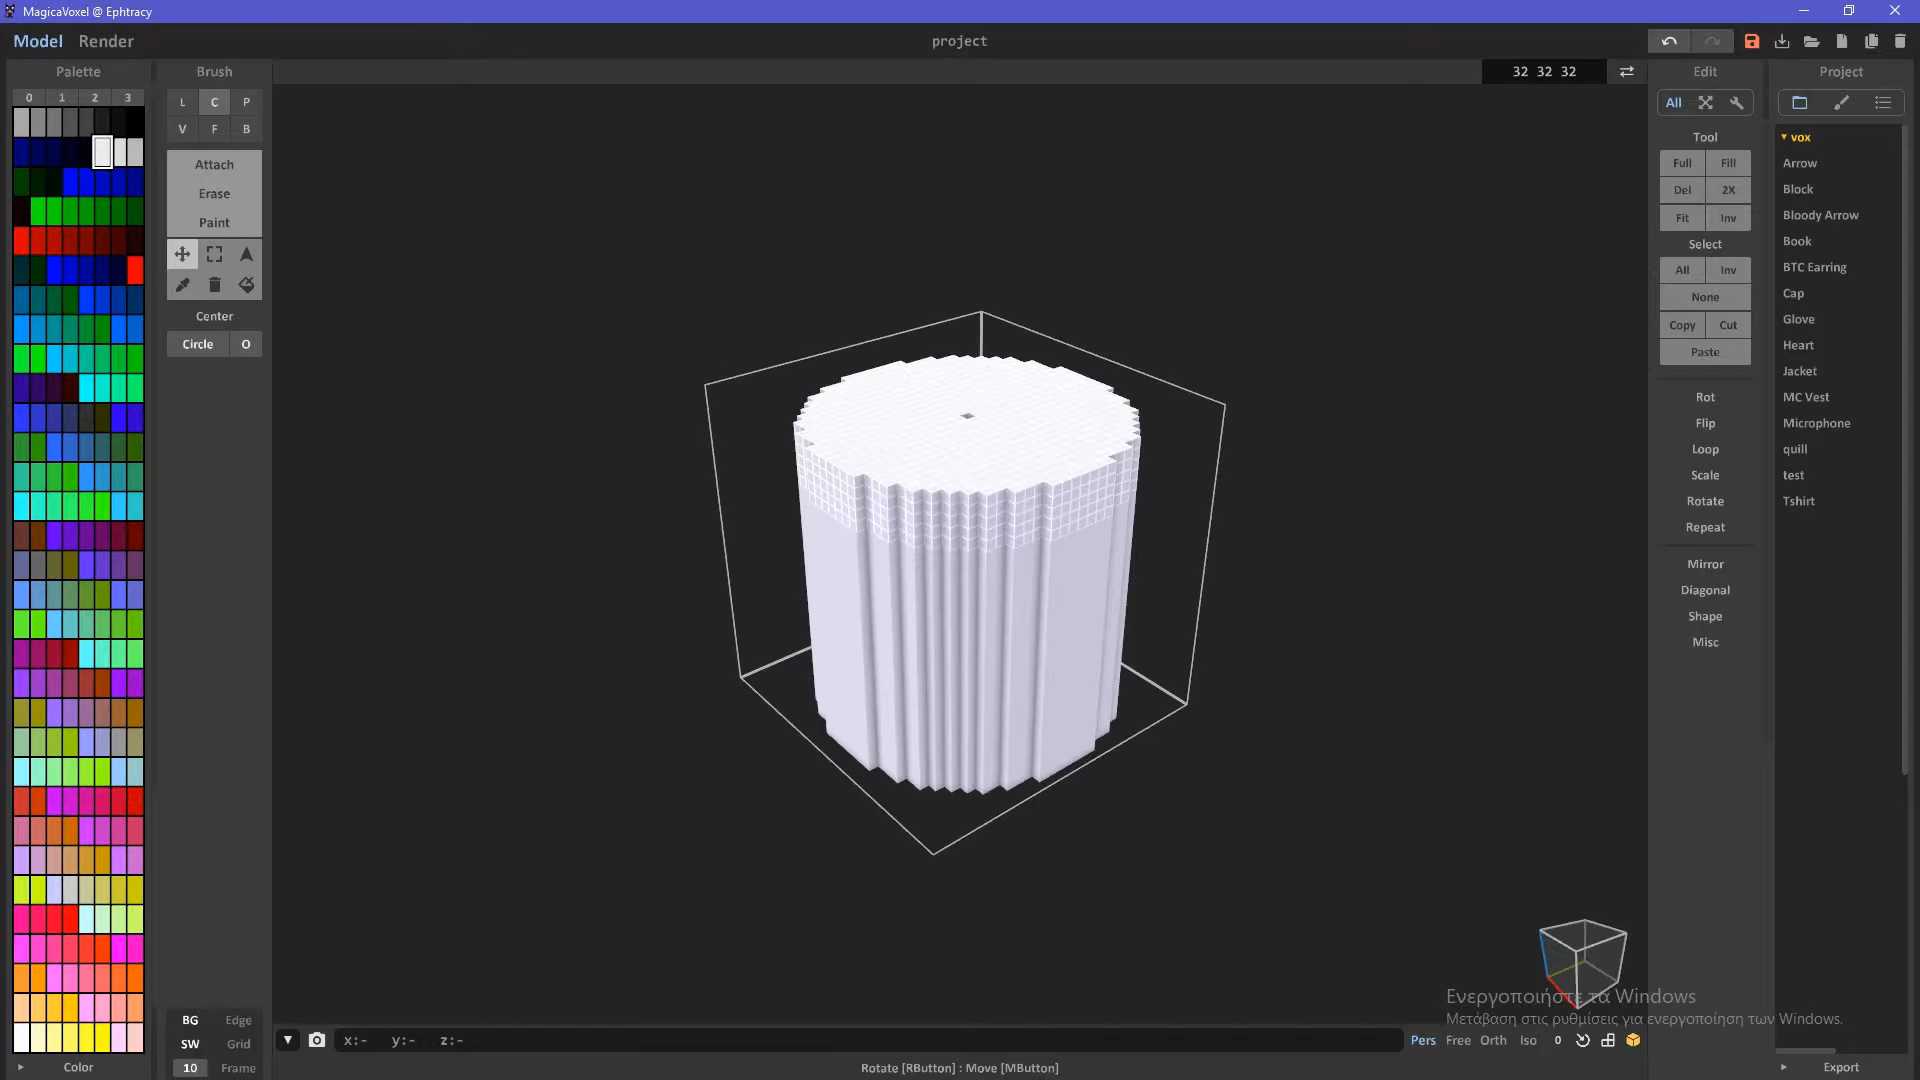 MagicaVoxel @ Ephtracy
Model Render
project
Palette
Brush
32 32 32
Edit
Project
0 1 2 3
L C P
V F B
Attach
Erase
Paint
Center
Circle O
All
Tool
Full Fill
Del 2X
Fit Inv
Select
All Inv
None
Copy Cut
Paste
Rot
Flip
Loop
Scale
Rotate
Repeat
Mirror
Diagonal
Shape
Misc
vox
Arrow
Block
Bloody Arrow
Book
BTC Earring
Cap
Glove
Heart
Jacket
MC Vest
Microphone
quill
test
Tshirt
BG Edge
SW Grid
10 Frame
Color
x:- y:- z:-
Ενεργοποιήστε τα Windows
Μετάβαση στις ρυθμίσεις για ενεργοποίηση των Windows.
Pers Free Orth Iso 0
Rotate [RButton] : Move [MButton]
Export